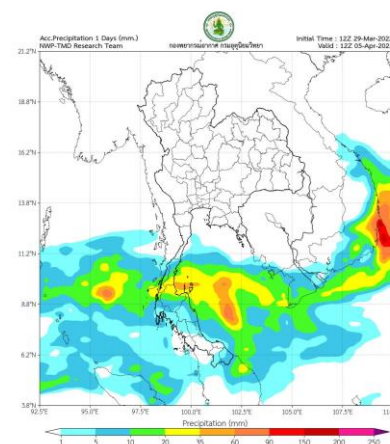 Acc.Precipitation 1 Days (mm.)
NWP-TMD Research Team
กองพยากรณ์อากาศ กรมอุตุนิยมวิทยา
Initial Time : 12Z 29-Mar-202
Valid : 12Z 05-Apr-202
21.2°N
18.8°N
16.2°N
13.8°N
11.2°N
8.8°N
6.2°N
3.8°N
92.5°E 95.0°E 100.0°E 102.5°E 105.0°E 107.5°E
Precipitation (mm)
1 5 10 20 35 60 90 150 200 250